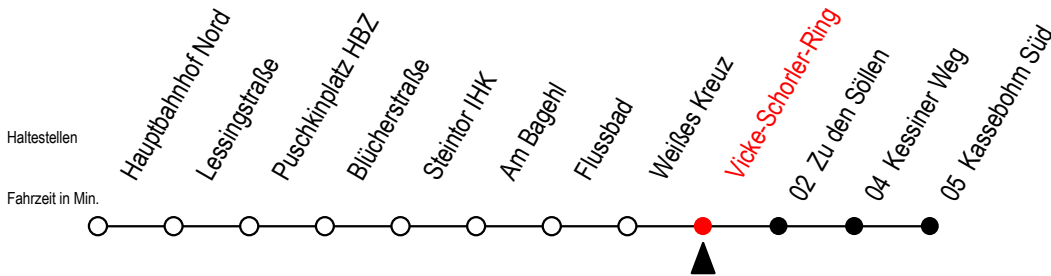 Haltestellen
Hauptbahnhof Nord
Lessingstraße
Puschkinplatz HBZ
Blücherstraße
Steintor IHK
Am Bagehl
Flussbad
Weißes Kreuz
Vicke-Schorler-Ring
02 Zu den Söllen
04 Kessiner Weg
05 Kassebohm Süd
Fahrzeit in Min.